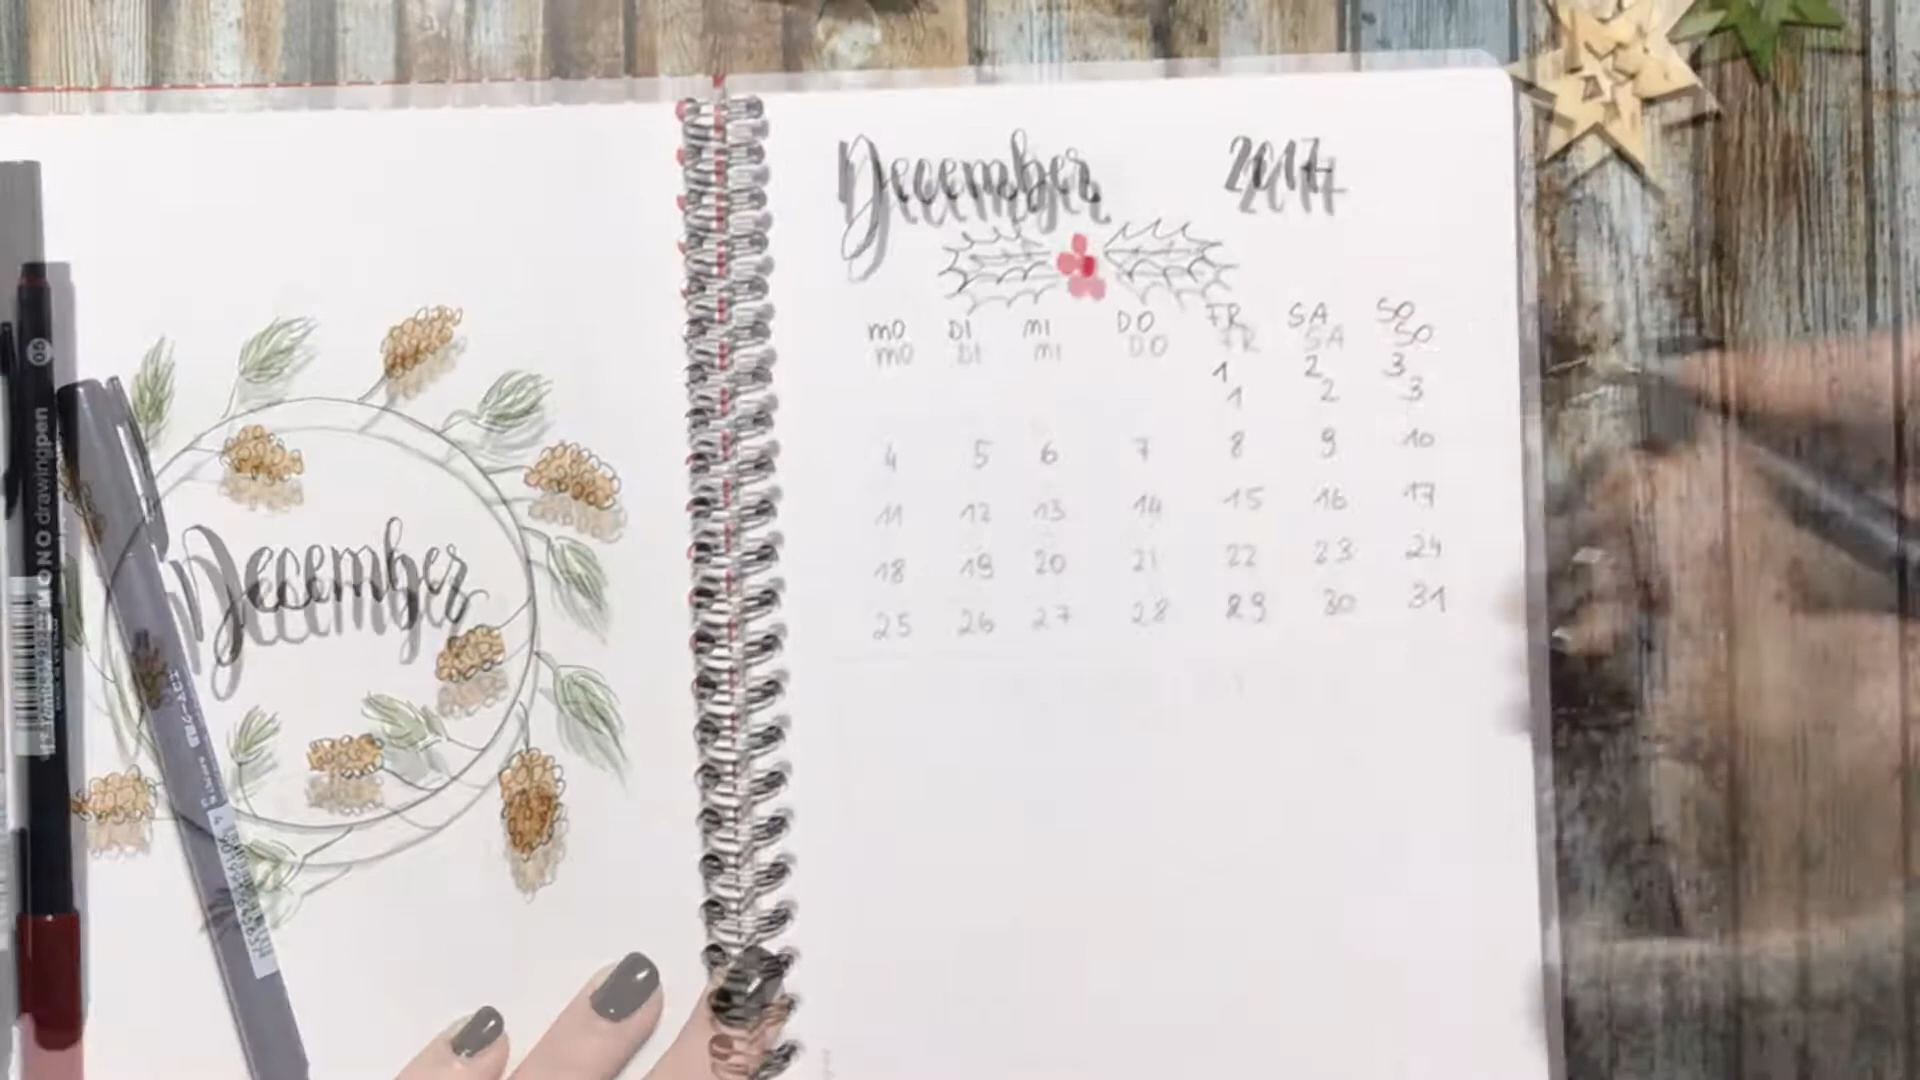 December
MONO drawingpen
December 2017
MO DI MI DO FR SA SO
1 2 3
4 5 6 7 8 9 10
11 12 13 14 15 16 17
18 19 20 21 22 23 24
25 26 27 28 29 30 31